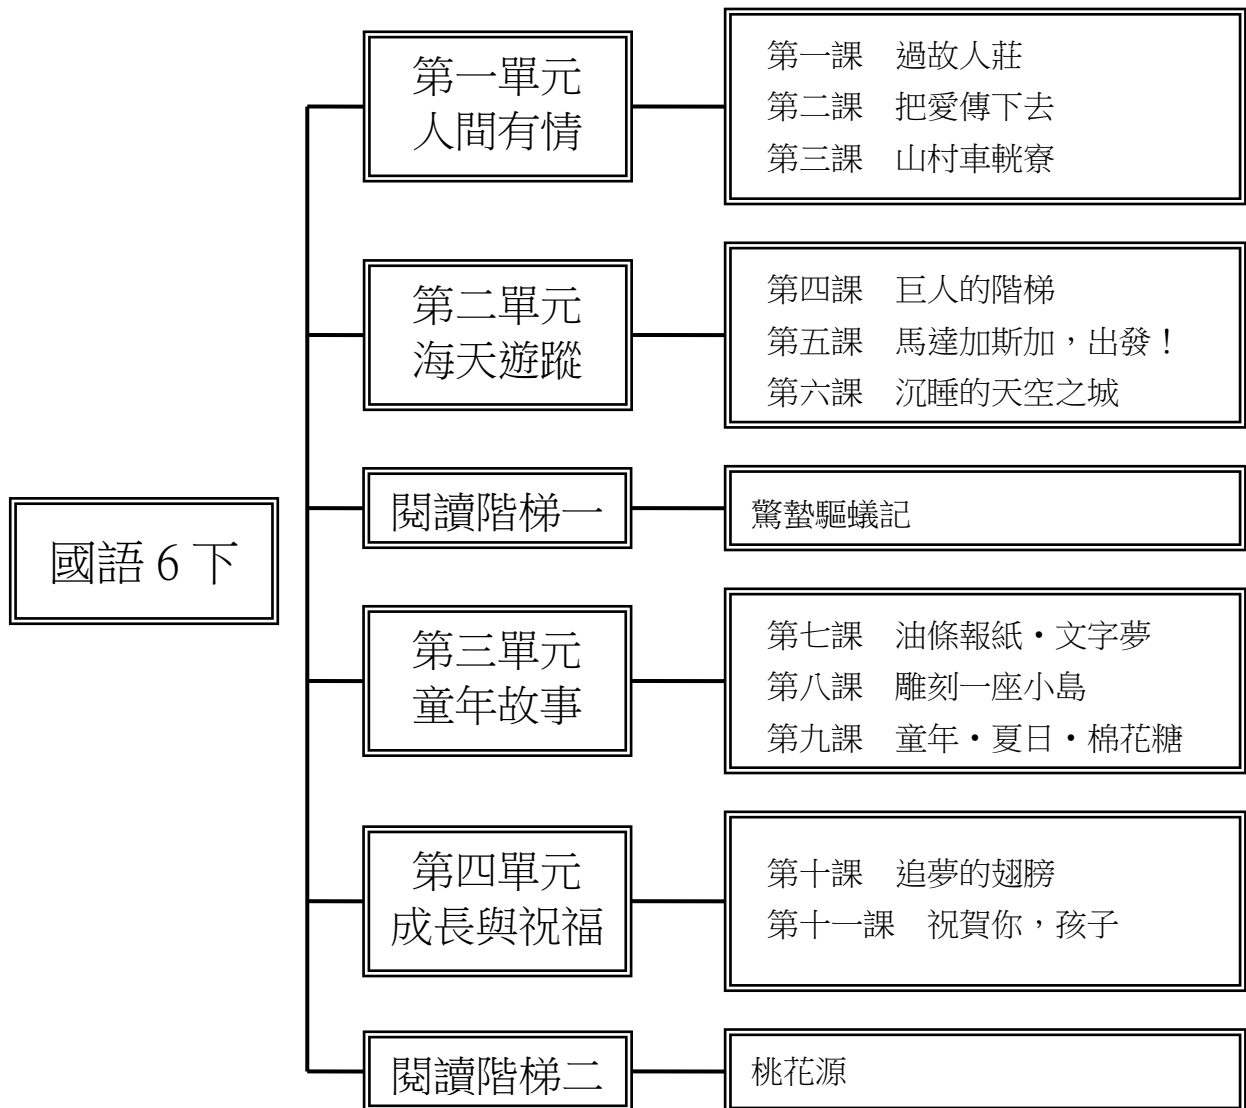 國語 6 下
第一單元
人間有情
第一課　過故人莊
第二課　把愛傳下去
第三課　山村車輄寮
第二單元
海天遊蹤
第四課　巨人的階梯
第五課　馬達加斯加，出發！
第六課　沉睡的天空之城
閱讀階梯一
驚蟄驅蟻記
第三單元
童年故事
第七課　油條報紙・文字夢
第八課　雕刻一座小島
第九課　童年・夏日・棉花糖
第四單元
成長與祝福
第十課　追夢的翅膀
第十一課　祝賀你，孩子
閱讀階梯二
桃花源